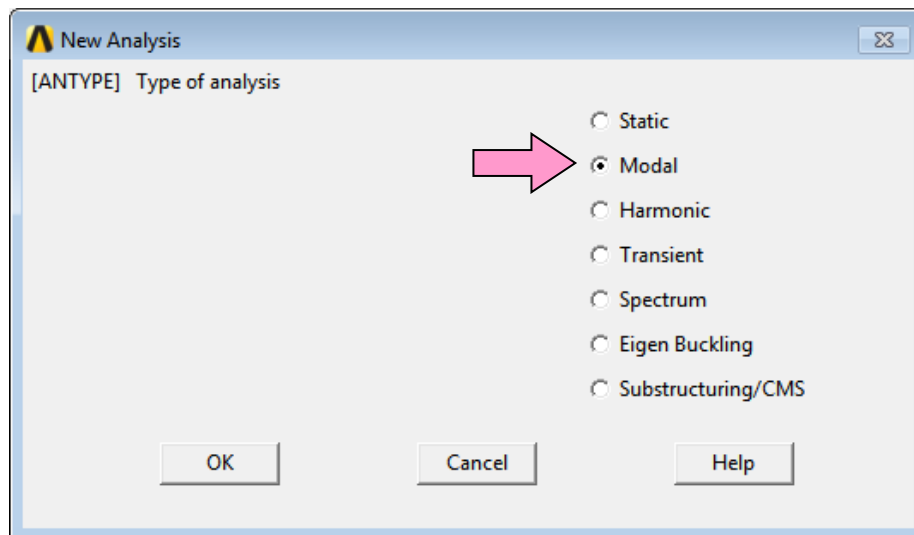 New Analysis
[ANTYPE] Type of analysis
Static
Modal
Harmonic
Transient
Spectrum
Eigen Buckling
Substructuring/CMS
OK Cancel Help